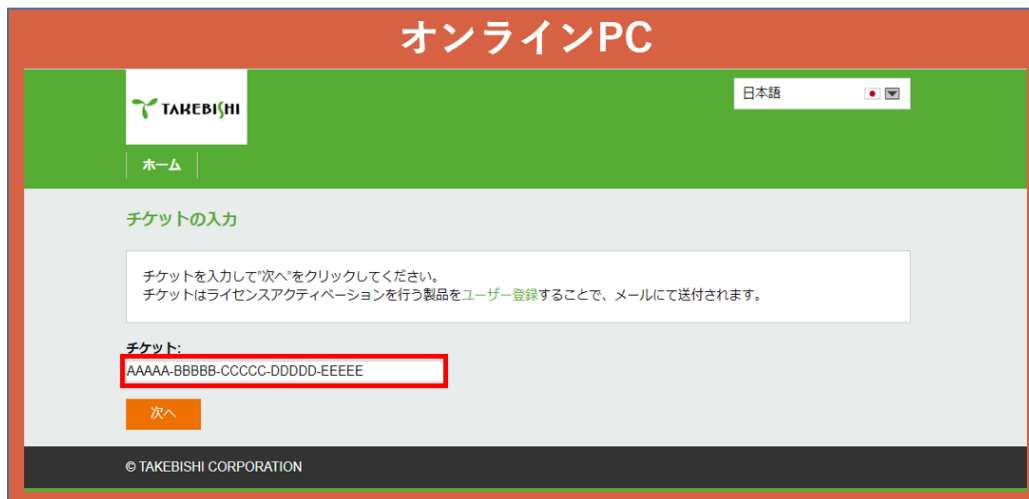 オンラインPC
TAKEBISHI
日本語
ホーム
チケットの入力
チケットを入力して"次へ"をクリックしてください。
チケットはライセンスアクティベーションを行う製品をユーザー登録することで、メールにて送付されます。
チケット:
AAAAA-BBBBB-CCCCC-DDDDD-EEEEE
次へ
© TAKEBISHI CORPORATION